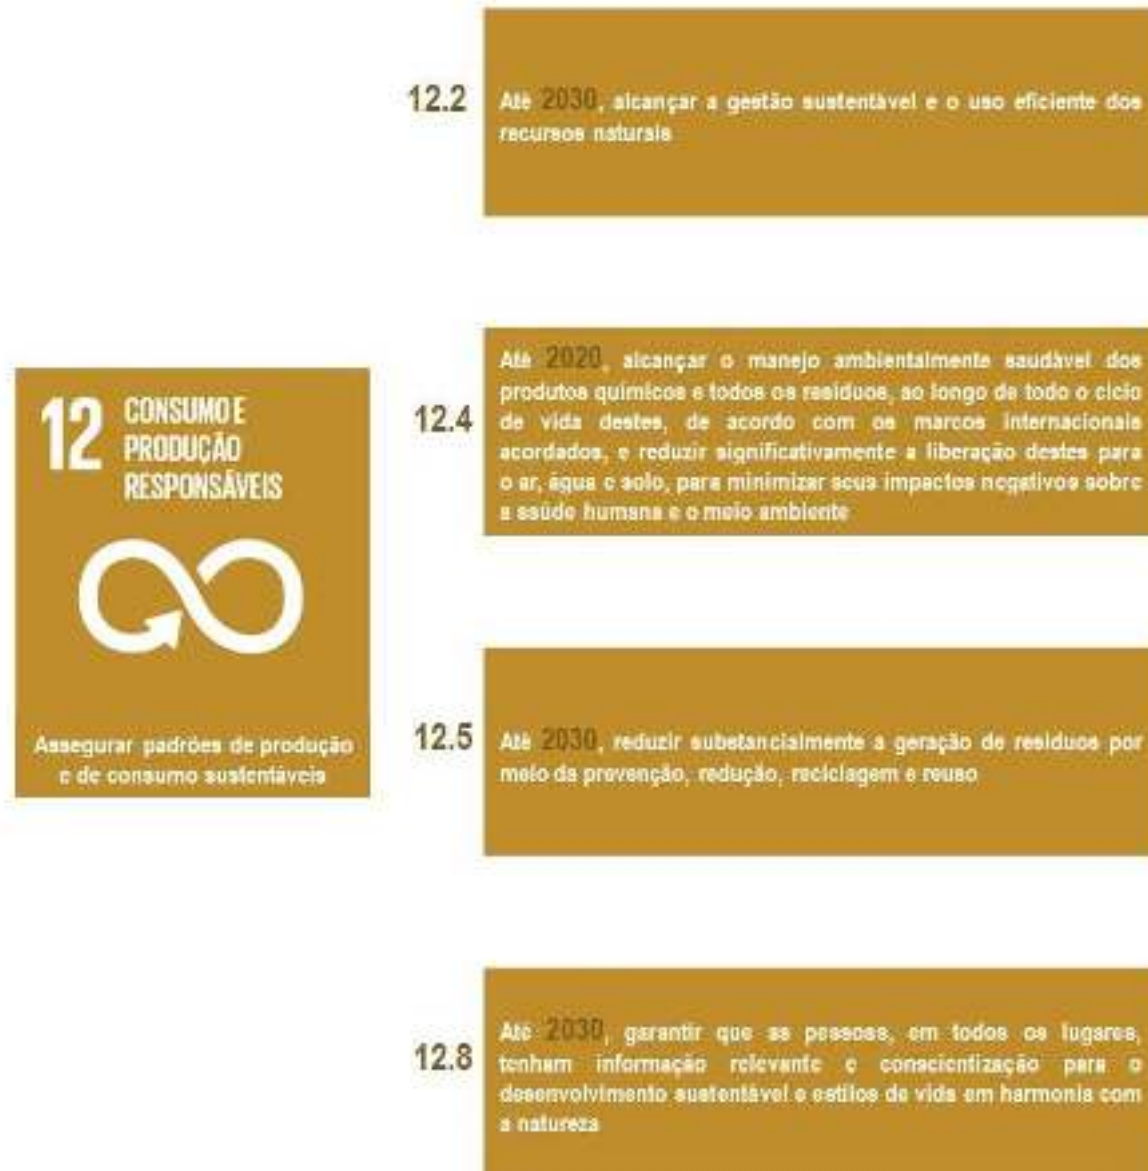 12.2
Até 2030, alcançar a gestão sustentável e o uso eficiente dos
recursos naturais
12 CONSUMO E
PRODUÇÃO
RESPONSÁVEIS
Assegurar padrões de produção
e de consumo sustentáveis
12.4
Até 2020, alcançar o manejo ambientalmente saudável dos
produtos químicos e todos os resíduos, ao longo de todo o ciclo
de vida destes, de acordo com os marcos internacionais
acordados, e reduzir significativamente a liberação destes para
o ar, água e solo, para minimizar seus impactos negativos sobre
a saúde humana e o meio ambiente
12.5
Até 2030, reduzir substancialmente a geração de resíduos por
meio da prevenção, redução, reciclagem e reuso
12.8
Até 2030, garantir que as pessoas, em todos os lugares,
tenham informação relevante e conscientização para o
desenvolvimento sustentável e estilos de vida em harmonia com
a natureza